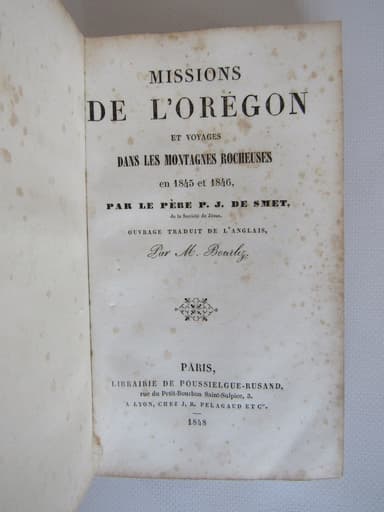 MISSIONS
DE L'ORÉGON
ET VOYAGES
DANS LES MONTAGNES ROCHEUSES
en 1845 et 1846,
PAR LE PÈRE P. J. DE SMET,
de la Société de Jésus.
OUVRAGE TRADUIT DE L'ANGLAIS,
Par M. Bourlez
PARIS,
LIBRAIRIE DE POUSSIELGUE-RUSAND,
rue du Petit-Bourbon Saint-Sulpice, 3.
A LYON, CHEZ J. B. PELAGAUD ET Cie.
1848